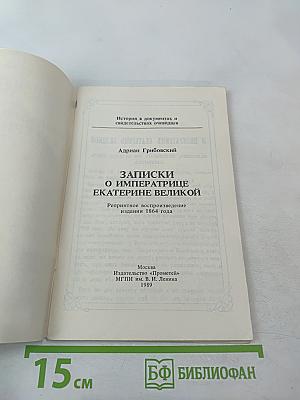 История в документах и
свидетельствах очевидцев
Адриан Грибовский
ЗАПИСКИ
О ИМПЕРАТРИЦЕ
ЕКАТЕРИНЕ ВЕЛИКОЙ
Репринтное воспроизведение
издания 1864 года
Москва
Издательство «Прометей»
МГПИ им. В. И. Ленина
1989
15 см
БФ БИБЛИОФАН